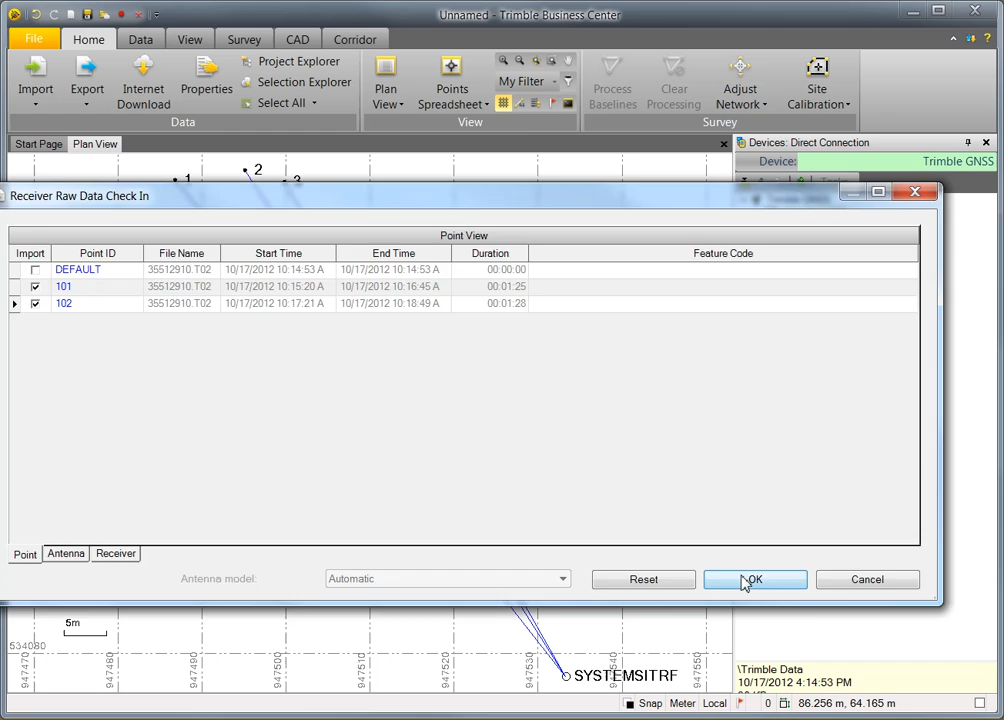 Unnamed - Trimble Business Center
File Home Data View Survey CAD Corridor
Import Export Internet Download Properties Project Explorer Selection Explorer Select All
Plan View Points Spreadsheet My Filter
Process Baselines Clear Processing Adjust Network Site Calibration
Data View Survey
Start Page Plan View
Devices: Direct Connection
Device: Trimble GNSS
1 2 3
Receiver Raw Data Check In
Point View
Import Point ID File Name Start Time End Time Duration Feature Code
DEFAULT 35512910.T02 10/17/2012 10:14:53 A 10/17/2012 10:14:53 A 00:00:00
101 35512910.T02 10/17/2012 10:15:20 A 10/17/2012 10:16:45 A 00:01:25
102 35512910.T02 10/17/2012 10:17:21 A 10/17/2012 10:18:49 A 00:01:28
Point Antenna Receiver
Antenna model: Automatic Reset OK Cancel
5m
534080
947470 947480 947490 947500 947510 947520 947530 947540 947550
SYSTEMSITRF
\Trimble Data
10/17/2012 4:14:53 PM
Snap Meter Local 0 86.256 m, 64.165 m